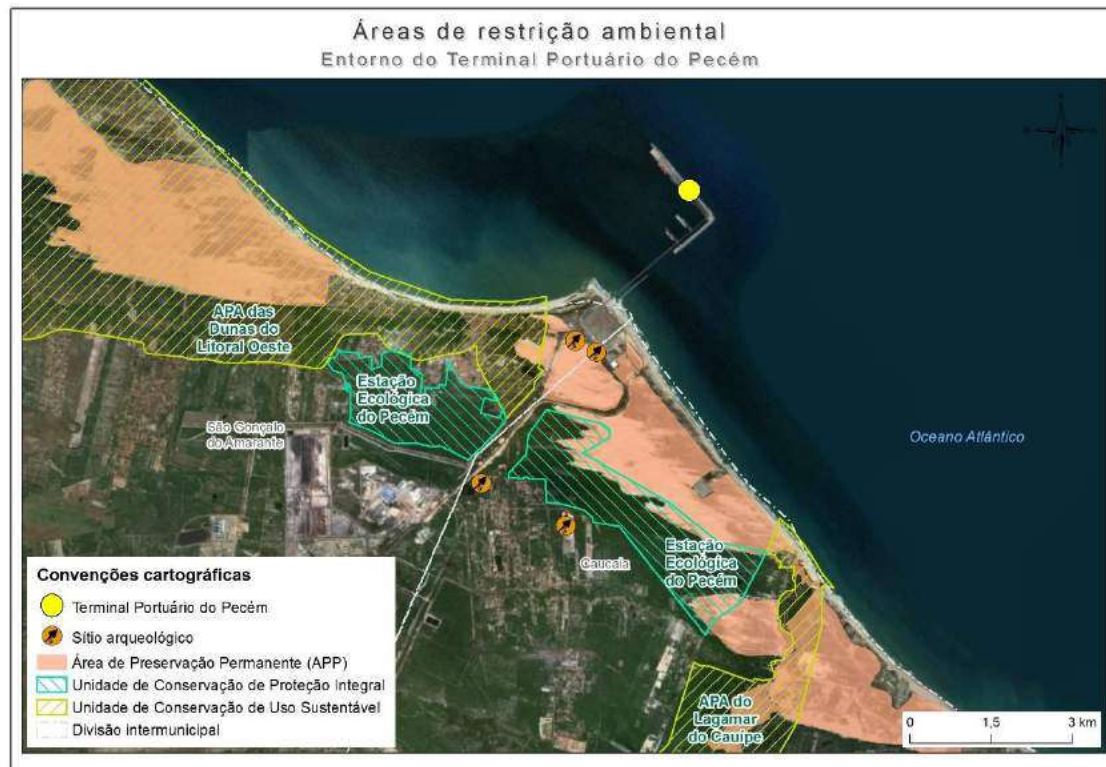 Áreas de restrição ambiental
Entorno do Terminal Portuário do Pecém
APA das
Dunas do
Litoral Oeste
Estação
Ecológica
do Pecém
São Gonçalo
do Amarante
Oceano Atlântico
Estação
Ecológica
do Pecém
Caucaia
APA do
Lagamar
do Cauipe
Convenções cartográficas
Terminal Portuário do Pecém
Sítio arqueológico
Área de Preservação Permanente (APP)
Unidade de Conservação de Proteção Integral
Unidade de Conservação de Uso Sustentável
Divisão intermunicipal
0 1,5 3 km